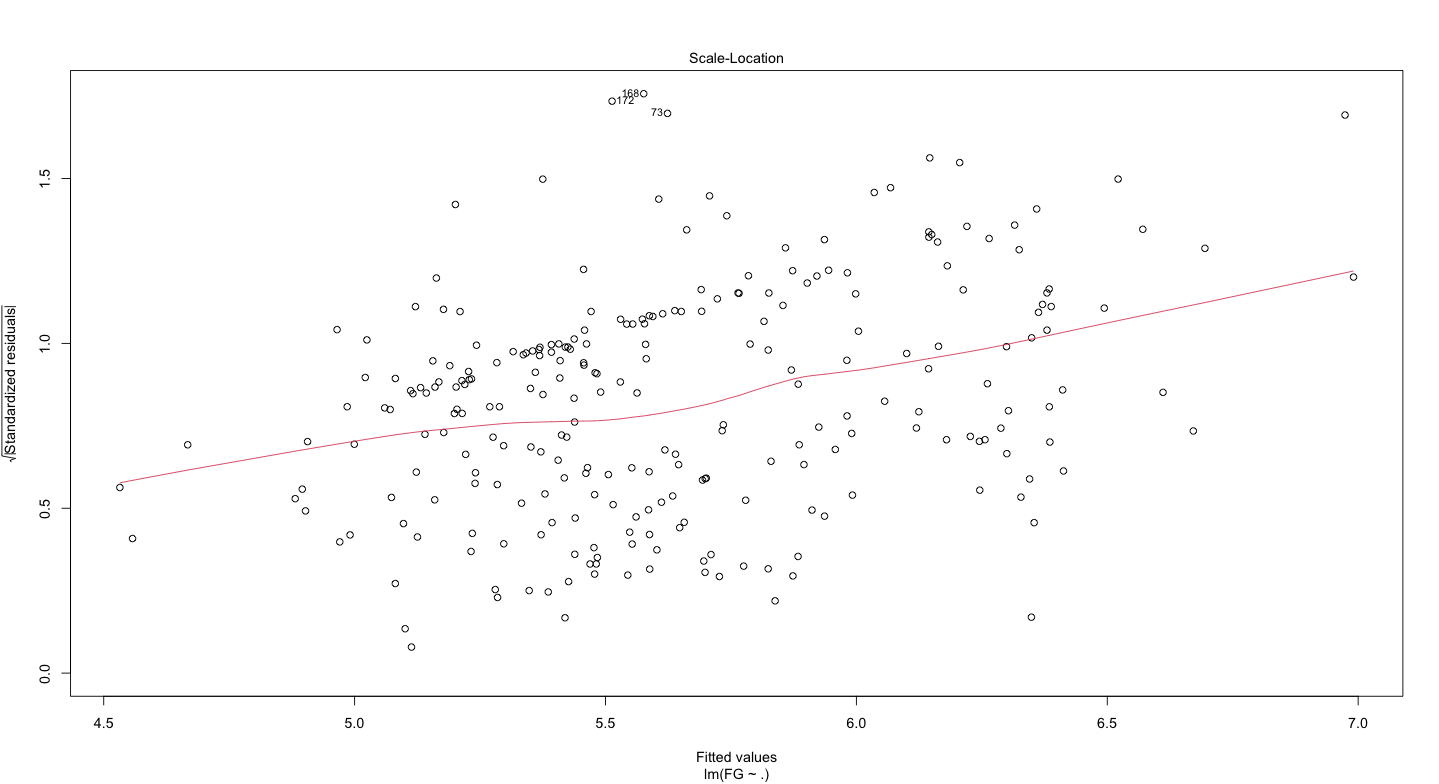 Scale-Location
168
172
73
1.5
1.0
0.5
0.0
√|Standardized residuals|
4.5 5.0 5.5 6.0 6.5 7.0
Fitted values
lm(FG ~ .)